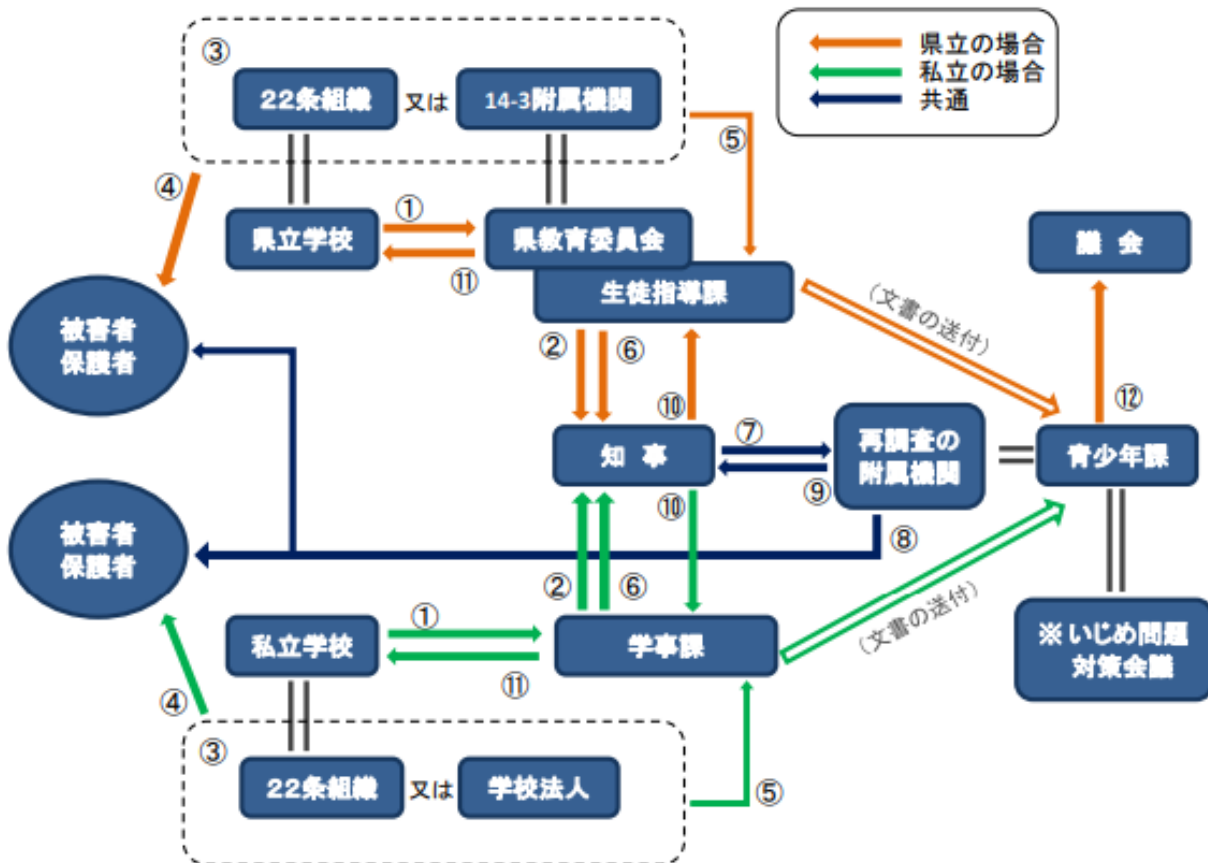 県立の場合
私立の場合
共通
③
22条組織
又は
14-3附属機関
⑤
④
①
県立学校
県教育委員会
⑪
生徒指導課
議 会
被害者
保護者
②
⑥
⑩
(文書の送付)
⑫
知 事
⑦
⑨
再調査の
附属機関
青少年課
⑩
⑧
被害者
保護者
②
⑥
(文書の送付)
①
私立学校
学事課
⑪
※いじめ問題
対策会議
④
③
22条組織
又は
学校法人
⑤